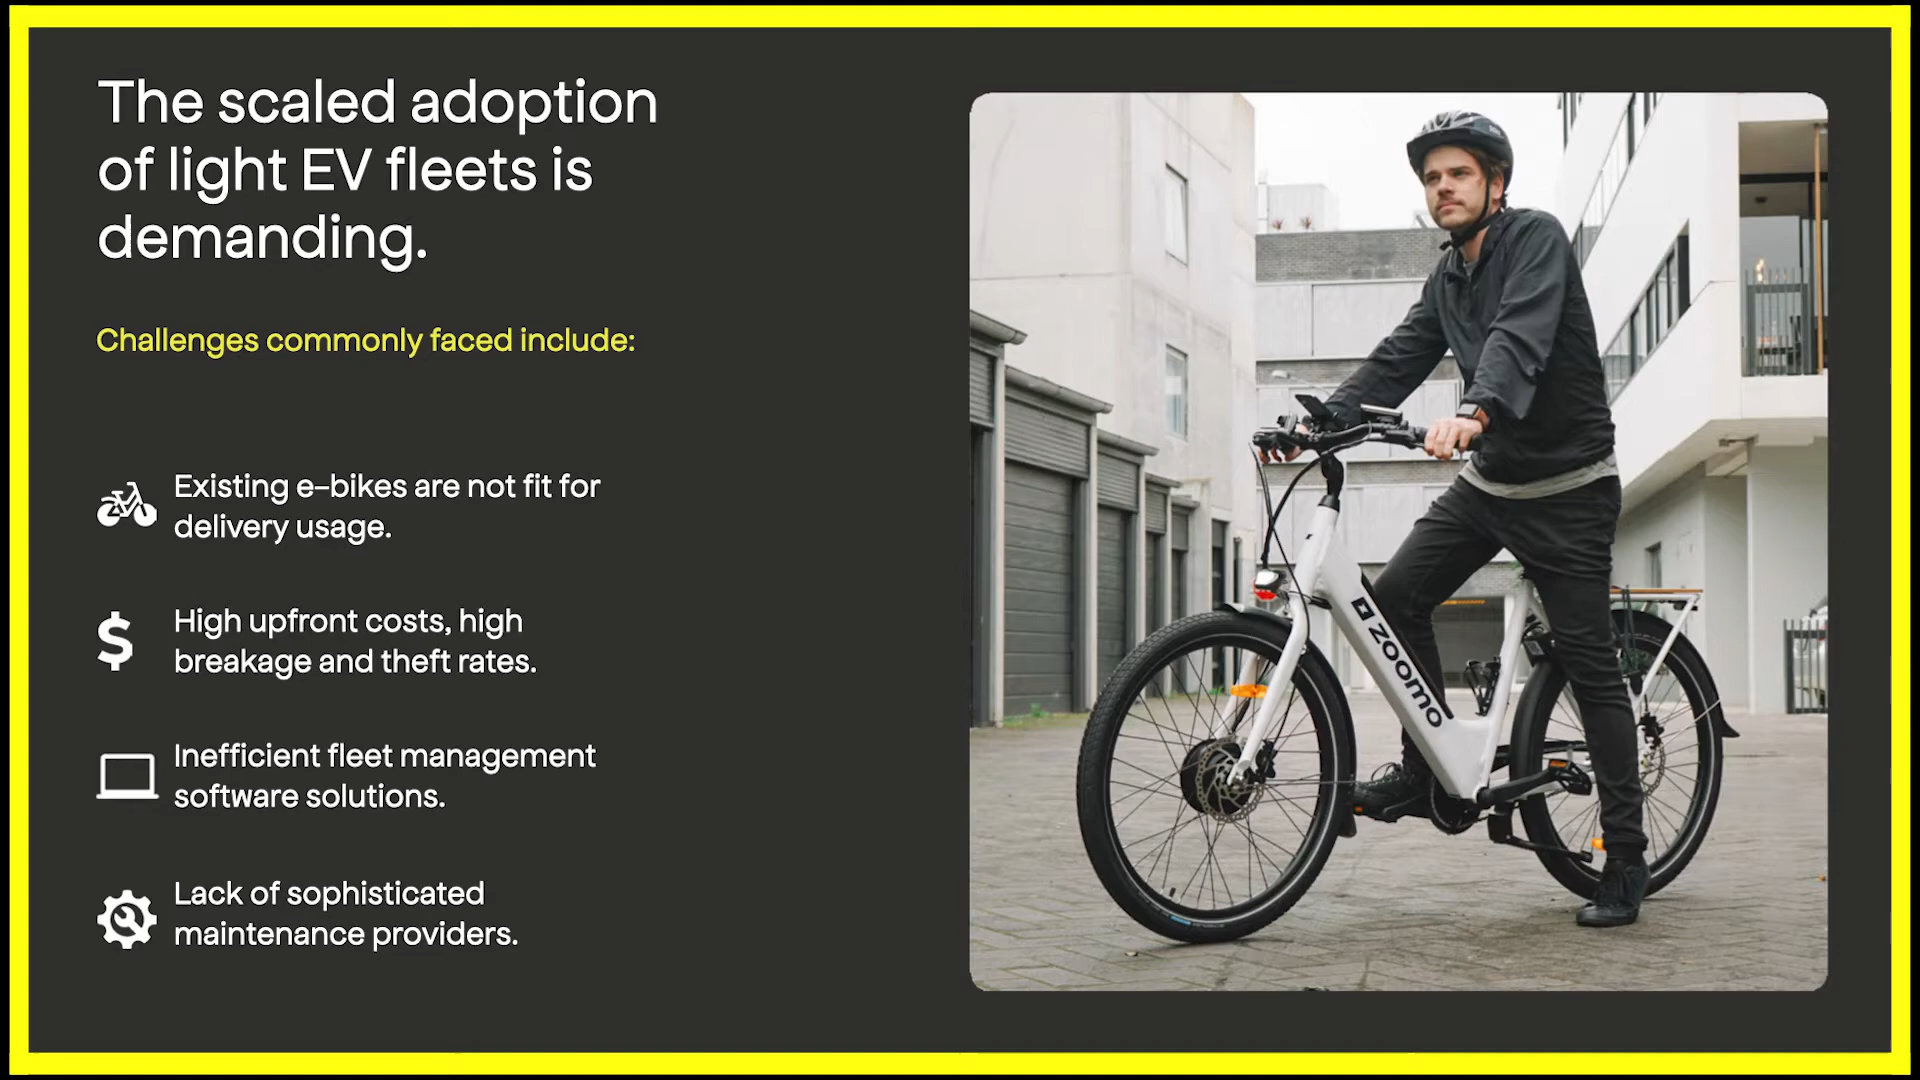 The scaled adoption
of light EV fleets is
demanding.
Challenges commonly faced include:
Existing e-bikes are not fit for
delivery usage.
High upfront costs, high
breakage and theft rates.
Inefficient fleet management
software solutions.
Lack of sophisticated
maintenance providers.
zoomo